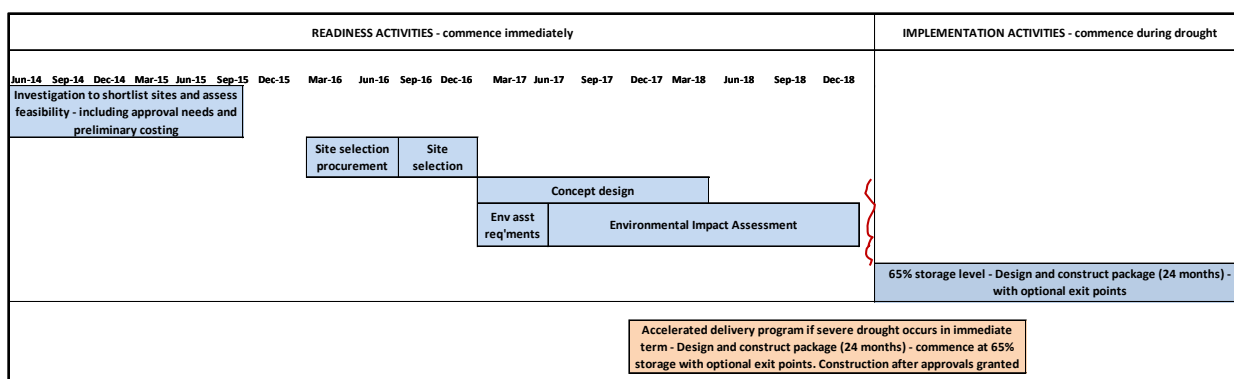 READINESS ACTIVITIES - commence immediately
IMPLEMENTATION ACTIVITIES - commence during drought
Jun-14 Sep-14 Dec-14 Mar-15 Jun-15 Sep-15 Dec-15 Mar-16 Jun-16 Sep-16 Dec-16 Mar-17 Jun-17 Sep-17 Dec-17 Mar-18 Jun-18 Sep-18 Dec-18
Investigation to shortlist sites and assess
feasibility - including approval needs and
preliminary costing
Site selection
procurement
Site
selection
Concept design
Env asst
req'ments
Environmental Impact Assessment
65% storage level - Design and construct package (24 months) -
with optional exit points
Accelerated delivery program if severe drought occurs in immediate
term - Design and construct package (24 months) - commence at 65%
storage with optional exit points. Construction after approvals granted